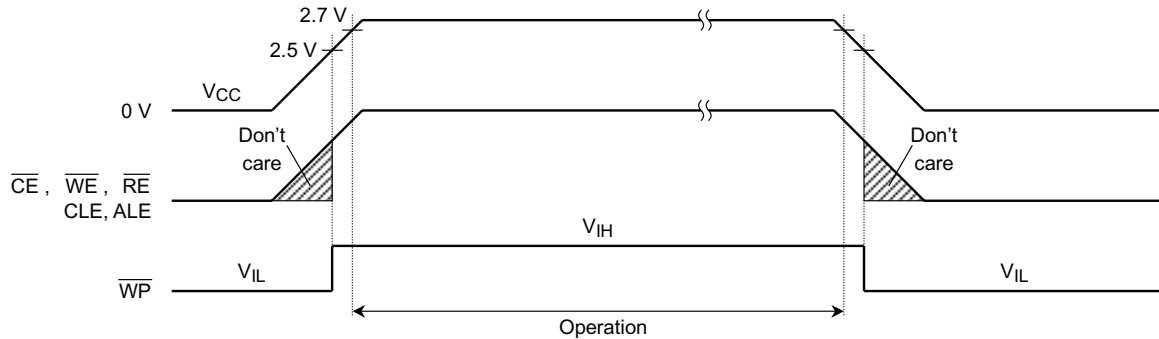 2.7 V
2.5 V
VCC
0 V
Don't
care
Don't
care
CE , WE , RE
CLE, ALE
VIH
VIL
VIL
WP
Operation